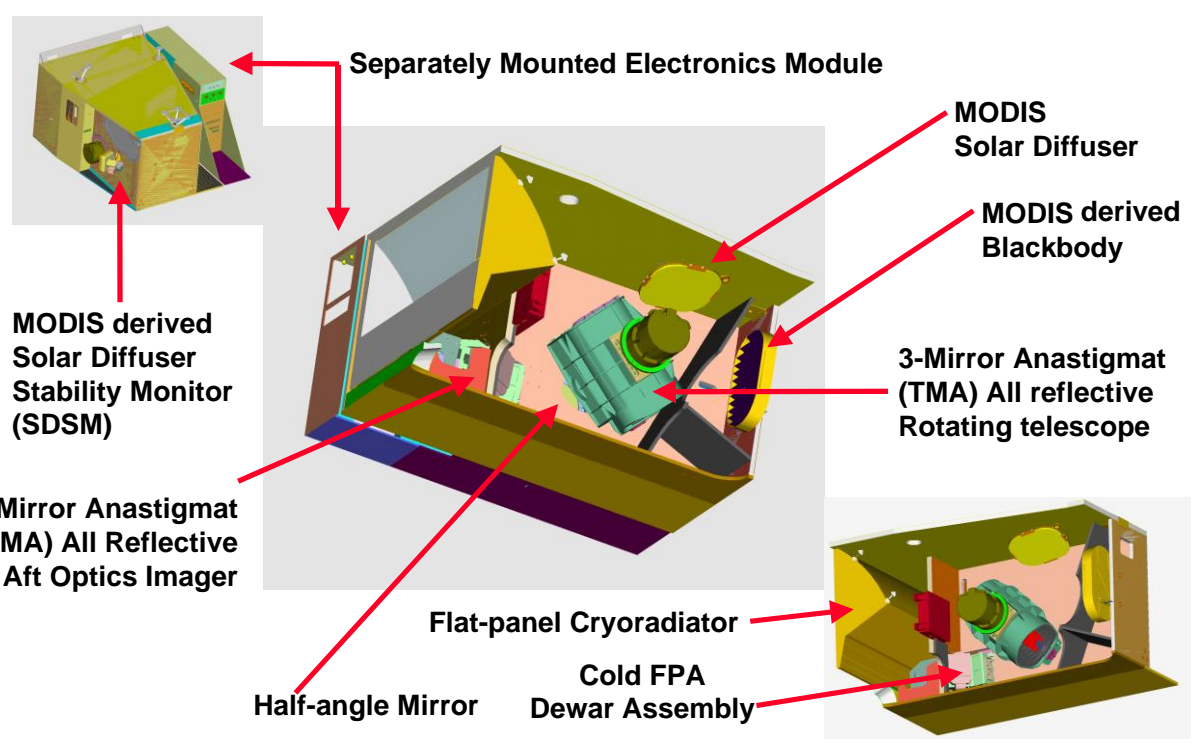 Separately Mounted Electronics Module
MODIS
Solar Diffuser
MODIS derived
Blackbody
MODIS derived
Solar Diffuser
Stability Monitor
(SDSM)
3-Mirror Anastigmat
(TMA) All reflective
Rotating telescope
Mirror Anastigmat
MA) All Reflective
Aft Optics Imager
Flat-panel Cryoradiator
Cold FPA
Dewar Assembly
Half-angle Mirror